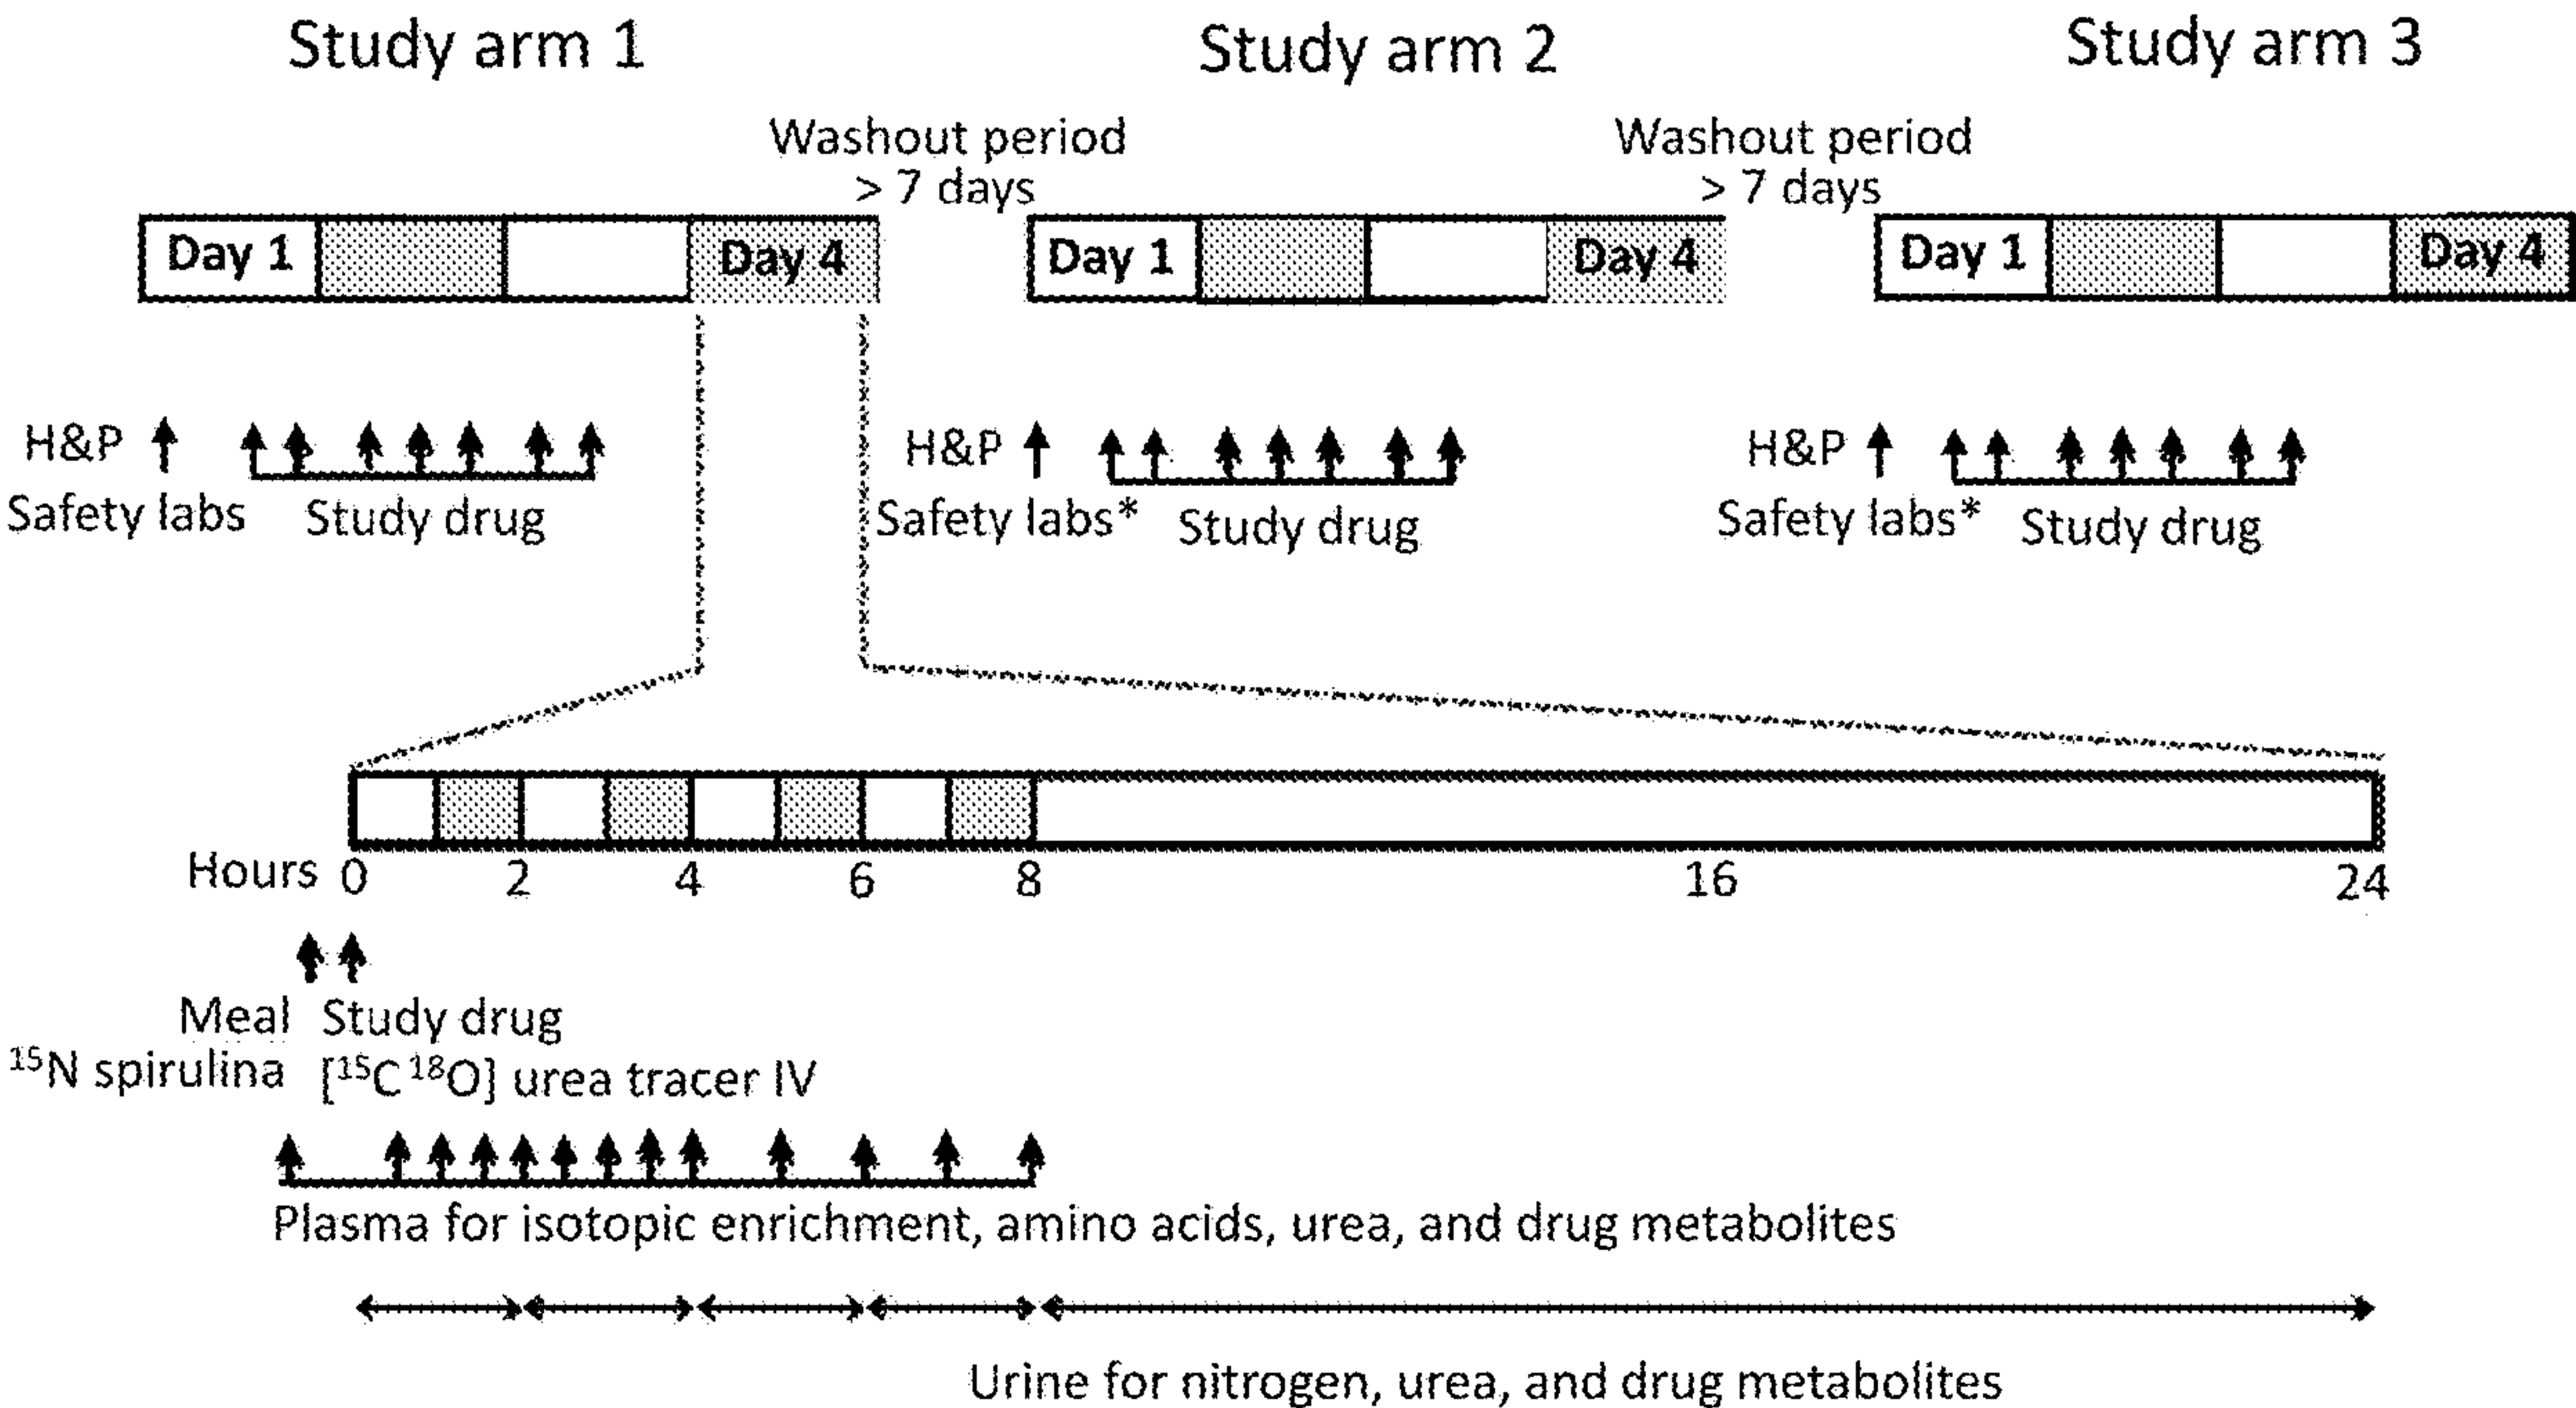 Study arm 1
Study arm 2
Study arm 3
Washout period
> 7 days
Washout period
> 7 days
Day 1
Day 4
Day 1
Day 4
Day 1
Day 4
H&P
Safety labs
Study drug
H&P
Safety labs*
Study drug
H&P
Safety labs*
Study drug
Hours 0 2 4 6 8 16 24
Meal Study drug
¹⁵N spirulina [¹⁵C ¹⁸O] urea tracer IV
Plasma for isotopic enrichment, amino acids, urea, and drug metabolites
Urine for nitrogen, urea, and drug metabolites